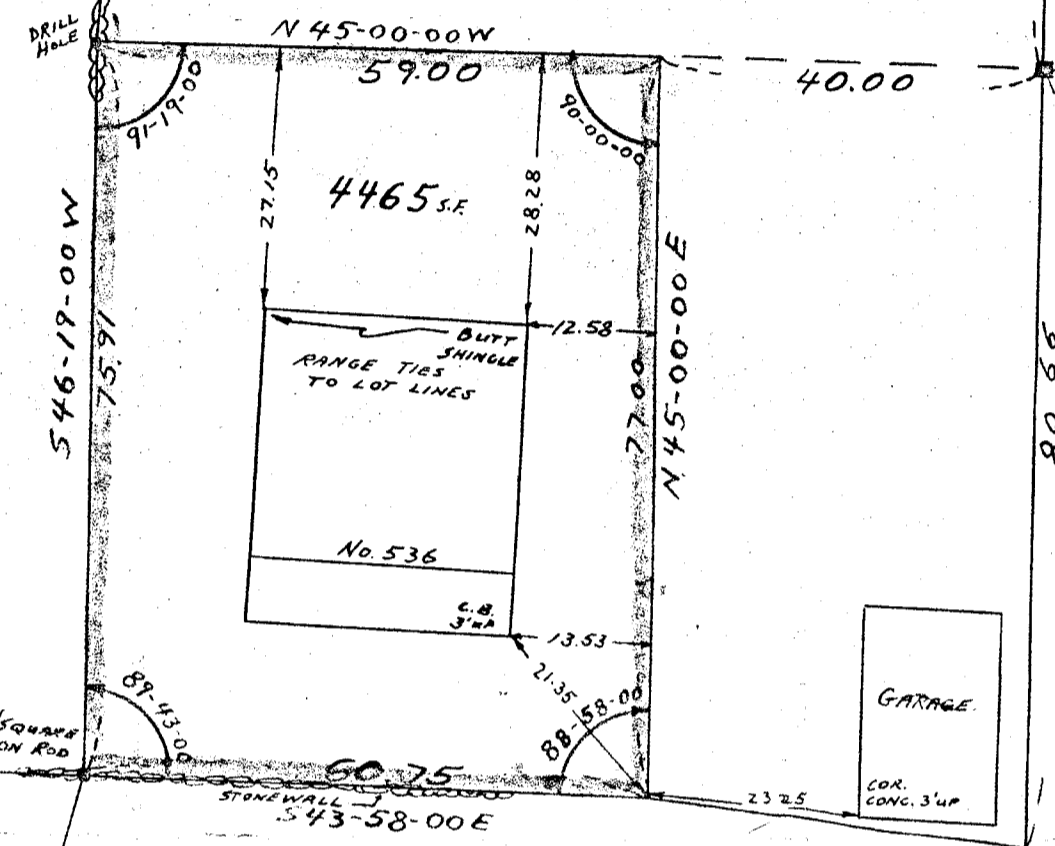 DRILL
HOLE
N 45-00-00 W
59.00
40.00
91-19-00
90-00-00
27.15
4465 S.F.
28.28
S46-19-00 W
75.91
BUTT
SHINGLE
12.58
RANGE TIES
TO LOT LINES
77.00
N 45-00-00 E
No. 536
C.B.
3'UP
13.53
21.35
89-43-00
88-58-00
GARAGE
SQUARE
ON ROD
60.75
STONEWALL
S43-58-00E
23 25
COR.
CONC. 3'UP